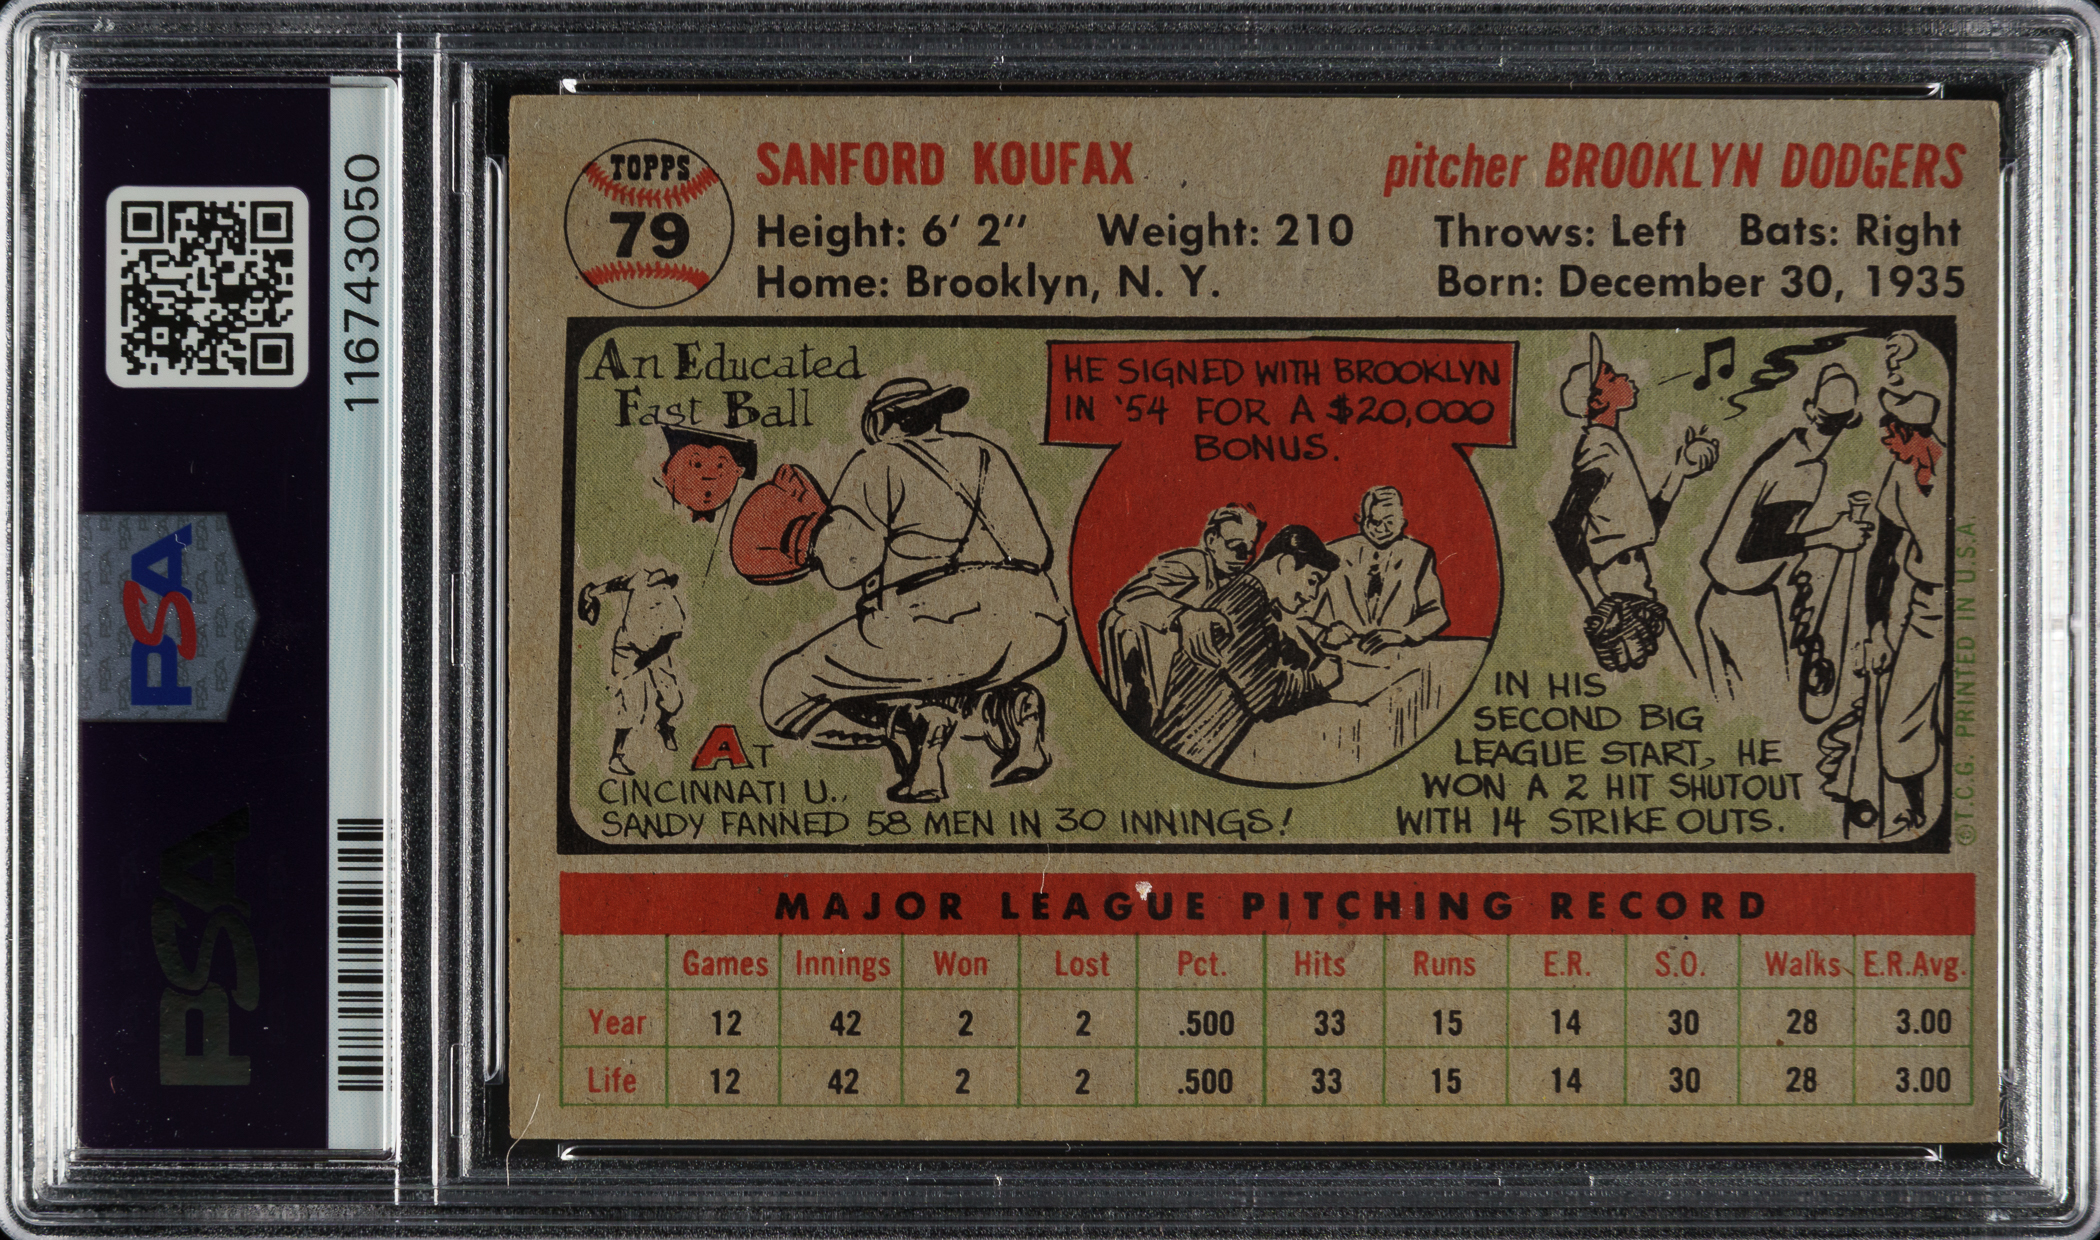 116743050
PSA
PSA
TOPPS
79
SANFORD KOUFAX
pitcher BROOKLYN DODGERS
Height: 6' 2" Weight: 210 Throws: Left Bats: Right
Home: Brooklyn, N. Y. Born: December 30, 1935
An Educated
Fast Ball
AT
CINCINNATI U.,
SANDY FANNED 58 MEN IN 30 INNINGS!
HE SIGNED WITH BROOKLYN
IN '54 FOR A $20,000
BONUS.
IN HIS
SECOND BIG
LEAGUE START, HE
WON A 2 HIT SHUTOUT
WITH 14 STRIKE OUTS.
© T.C.G. PRINTED IN U.S.A.
MAJOR LEAGUE PITCHING RECORD
Games Innings Won Lost Pct. Hits Runs E.R. S.O. Walks E.R.Avg.
Year 12 42 2 2 .500 33 15 14 30 28 3.00
Life 12 42 2 2 .500 33 15 14 30 28 3.00